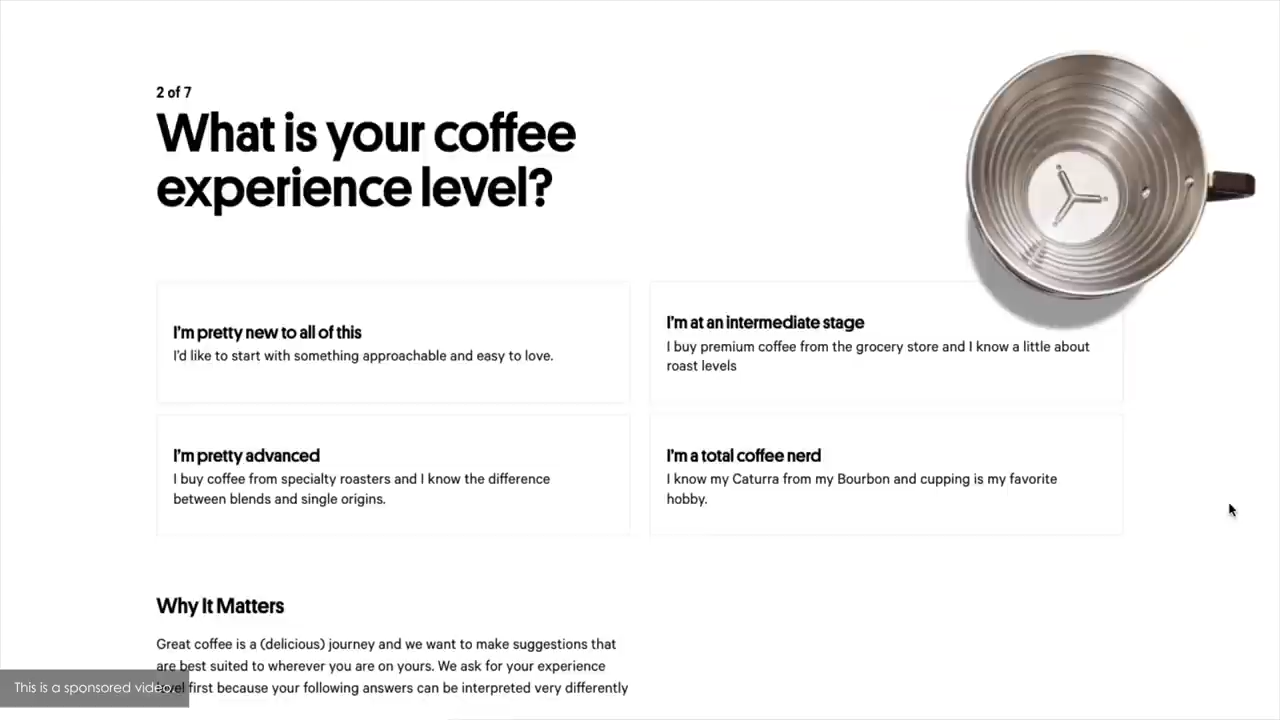 2 of 7
What is your coffee
experience level?
I'm pretty new to all of this
I'd like to start with something approachable and easy to love.
I'm at an intermediate stage
I buy premium coffee from the grocery store and I know a little about
roast levels
I'm pretty advanced
I buy coffee from specialty roasters and I know the difference
between blends and single origins.
I'm a total coffee nerd
I know my Caturra from my Bourbon and cupping is my favorite
hobby.
Why It Matters
Great coffee is a (delicious) journey and we want to make suggestions that
are best suited to wherever you are on yours. We ask for your experience
level first because your following answers can be interpreted very differently
This is a sponsored video.